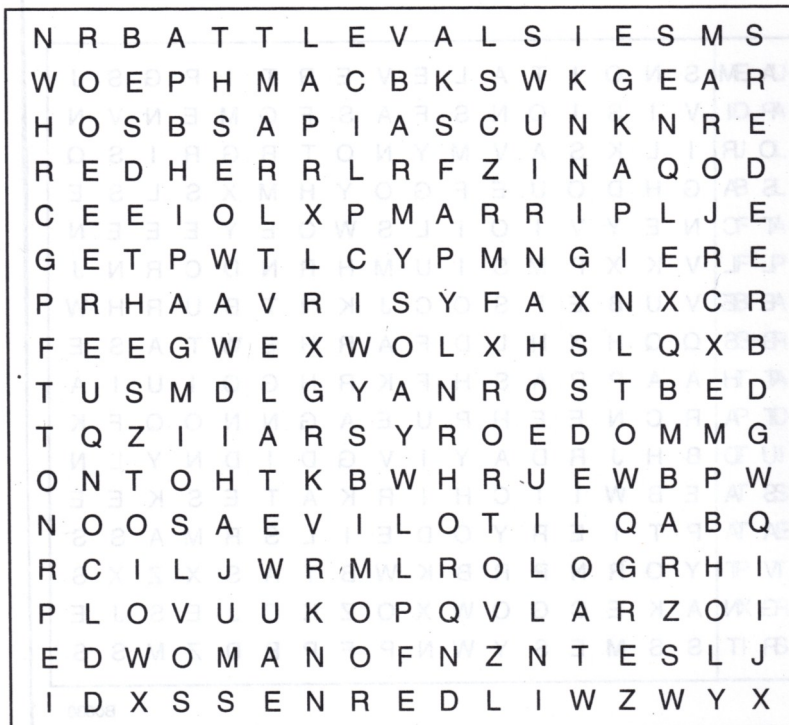 N R B A T T L E V A L S I E S M S
W O E P H M A C B K S W K G E A R
H O S B S A P I A S C U N K N R E
R E D H E R R L R F Z I N A Q O D
C E E I O L X P M A R R I P L J E
G E T P W T L C Y P M N G I E R E
P R H A A V R I S Y F A X N X C R
F E E G W E X W O L X H S L Q X B
T U S M D L G Y A N R O S T B E D
T Q Z I I A R S Y R O E D O M M G
O N T O H T K B W H R U E W B P W
N O O S A E V I L O T I L Q A B Q
R C I L J W R M L R O L O G R H I
P L O V U U K O P Q V L A R Z O I
E D W O M A N O F N Z N T E S L J
I D X S S E N R E D L I W Z W Y X